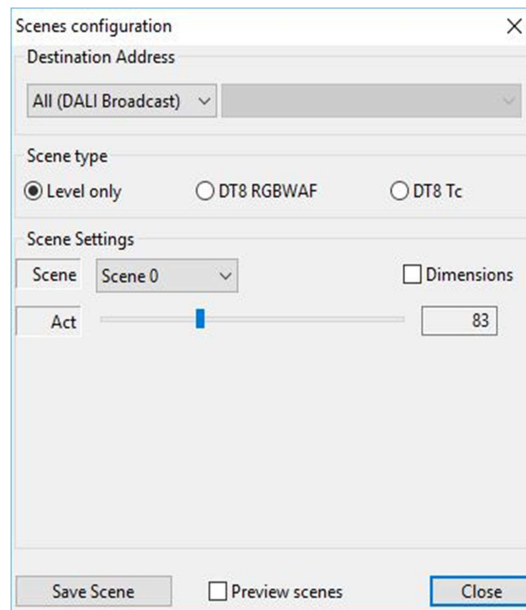 Scenes configuration
Destination Address
All (DALI Broadcast)
Scene type
Level only DT8 RGBWAF DT8 Tc
Scene Settings
Scene Scene 0 Dimensions
Act 83
Save Scene Preview scenes Close